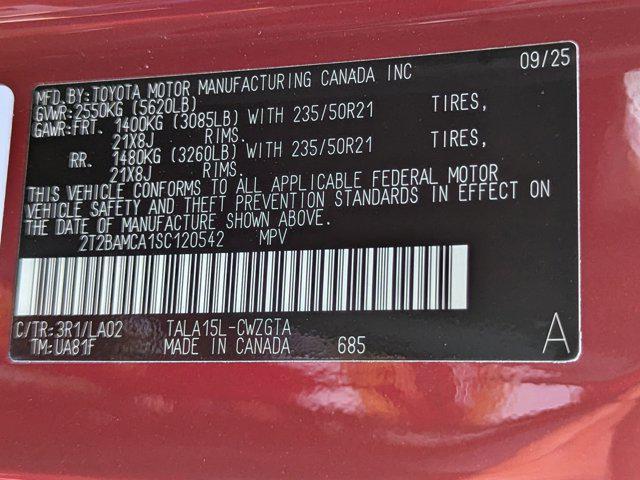 MFD.BY:TOYOTA MOTOR MANUFACTURING CANADA INC 09/25
GVWR:2550KG (5620LB)
GAWR:FRT. 1400KG (3085LB) WITH 235/50R21 TIRES,
21X8J RIMS.
RR. 1480KG (3260LB) WITH 235/50R21 TIRES,
21X8J RIMS.
THIS VEHICLE CONFORMS TO ALL APPLICABLE FEDERAL MOTOR
VEHICLE SAFETY AND THEFT PREVENTION STANDARDS IN EFFECT ON
THE DATE OF MANUFACTURE SHOWN ABOVE.
2T2BAMCA1SC120542 MPV
C/TR:3R1/LA02 TALA15L-CWZGTA
TM:UA81F MADE IN CANADA 685 A